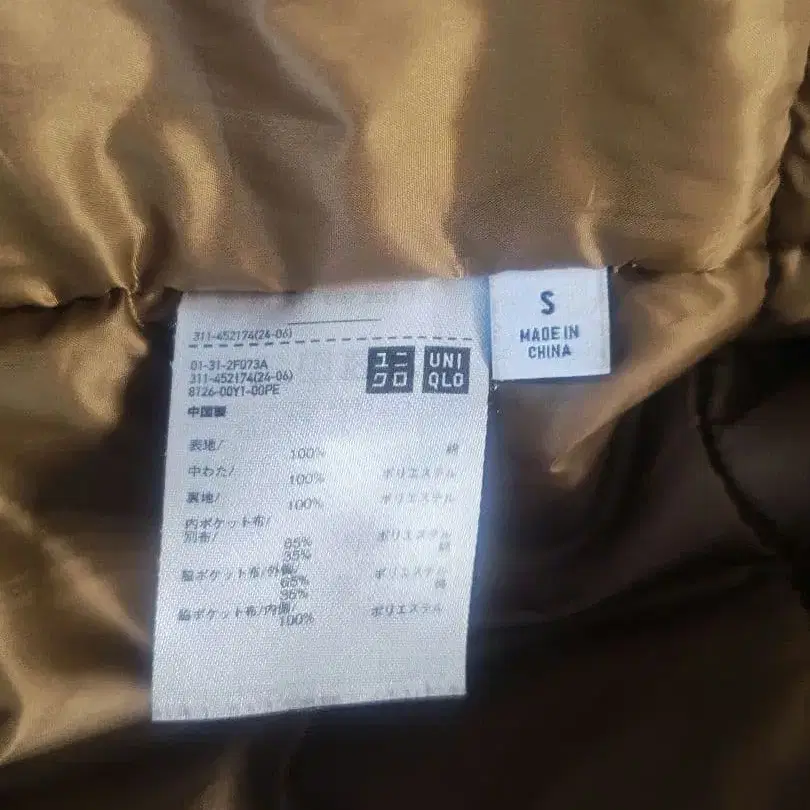 311-452174(24-06)
01-31-2F073A
311-452174(24-06)
8126-00Y1-00PE
中国製
ユニ
クロ
UNI
QLO
S
MADE IN
CHINA
表地/
100% 綿
中わた/
100% ポリエステル
裏地/
100% ポリエステル
内ポケット布/
別布/
65% ポリエステル
35% 綿
脇ポケット布/外側/
65% ポリエステル
35% 綿
脇ポケット布/内側/
100% ポリエステル